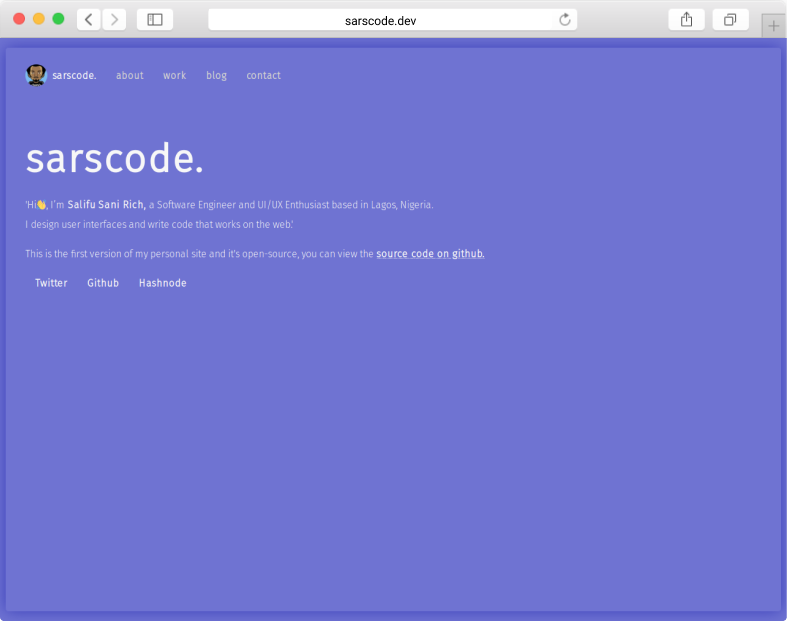 sarscode.dev
sarscode. about work blog contact
sarscode.
'Hi👋, I'm Salifu Sani Rich, a Software Engineer and UI/UX Enthusiast based in Lagos, Nigeria.
I design user interfaces and write code that works on the web.'
This is the first version of my personal site and it's open-source, you can view the source code on github.
Twitter Github Hashnode